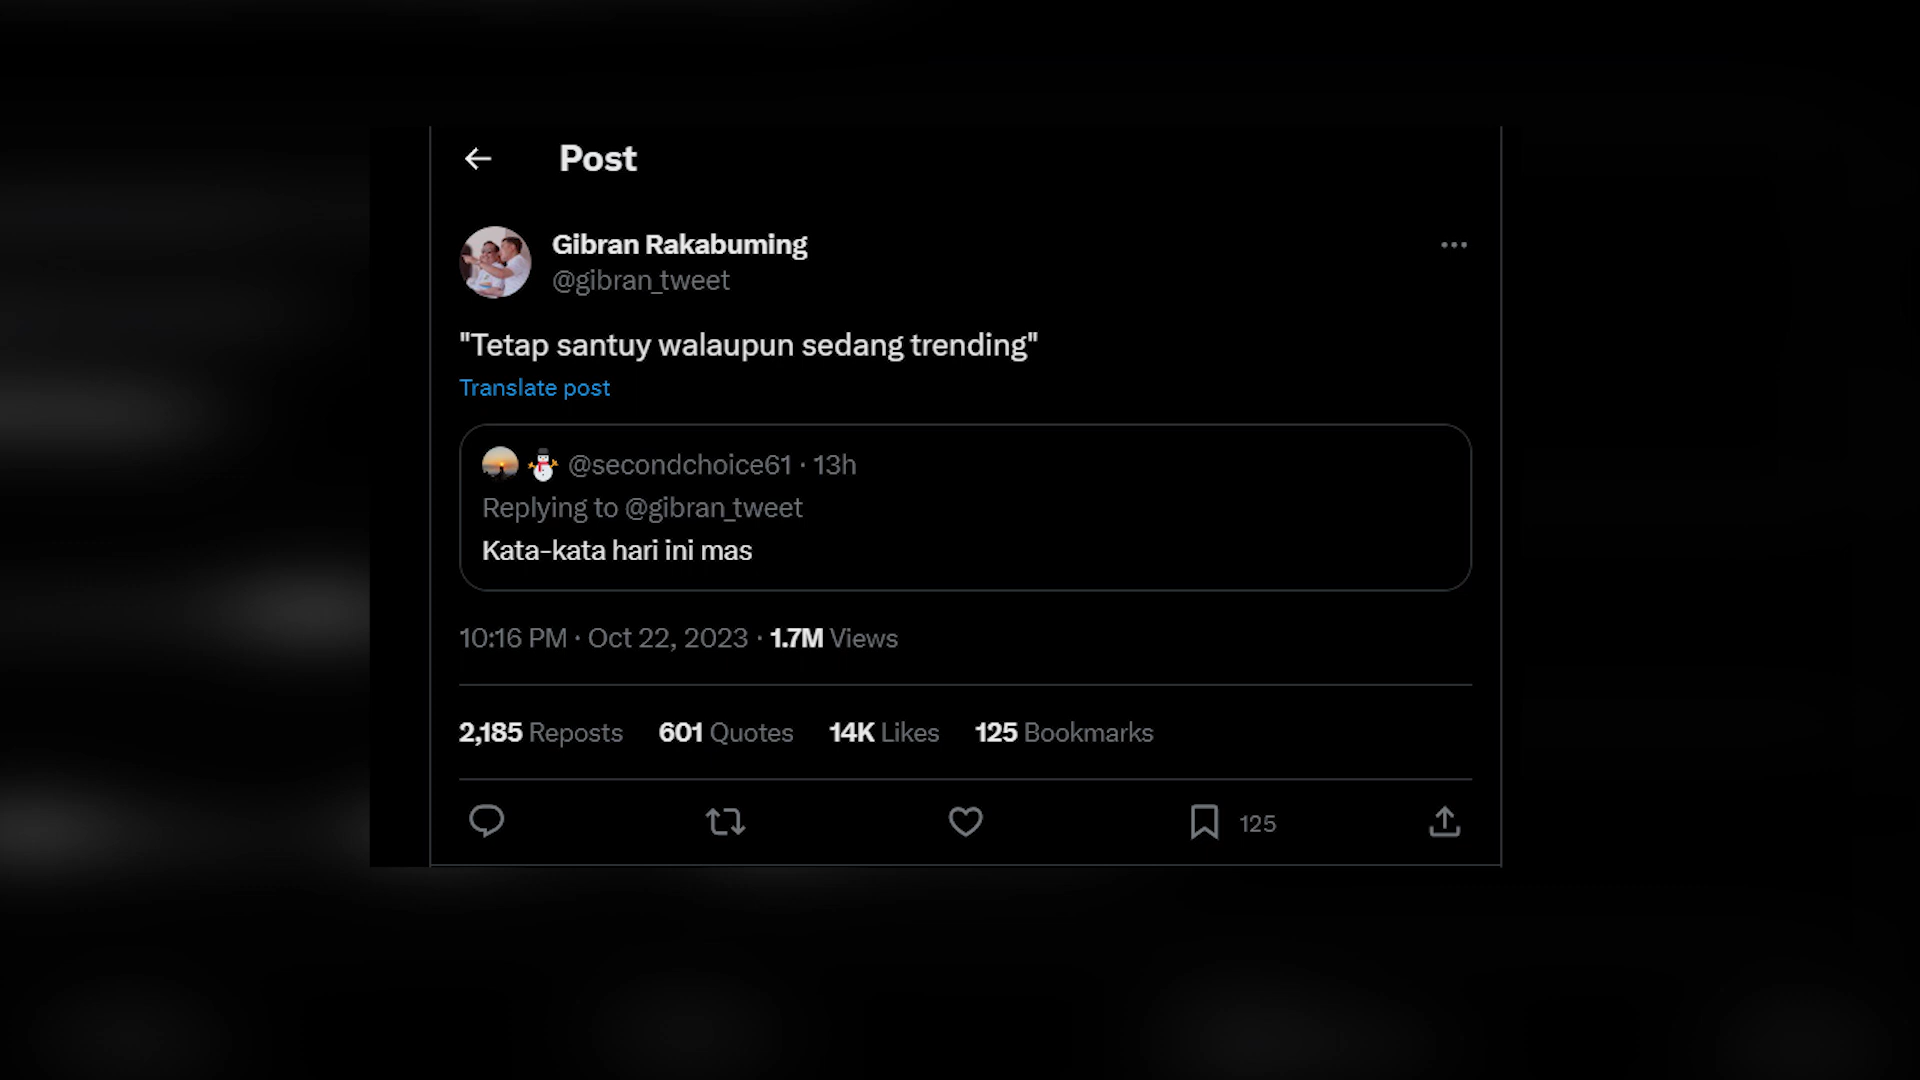 Post
Gibran Rakabuming
@gibran_tweet
"Tetap santuy walaupun sedang trending"
Translate post
@secondchoice61 · 13h
Replying to @gibran_tweet
Kata-kata hari ini mas
10:16 PM · Oct 22, 2023 · 1.7M Views
2,185 Reposts 601 Quotes 14K Likes 125 Bookmarks
125